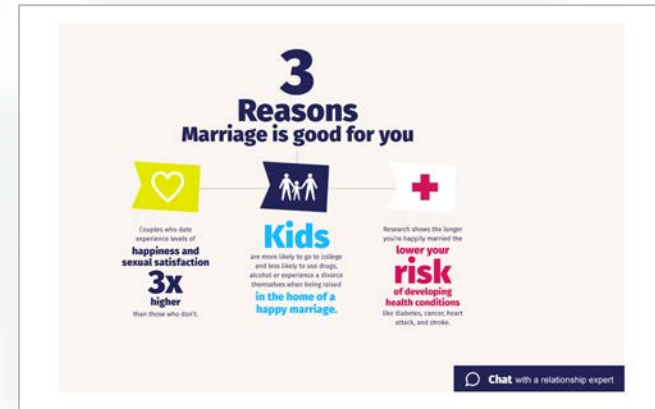 3
Reasons
Marriage is good for you
Couples who date
experience levels of
happiness and
sexual satisfaction
3x
higher
than those who don't.
Kids
are more likely to go to college
and less likely to use drugs,
alcohol or experience a divorce
themselves when being raised
in the home of a
happy marriage.
Research shows the longer
you're happily married the
lower your
risk
of developing
health conditions
like diabetes, cancer, heart
attack, and stroke.
Chat with a relationship expert